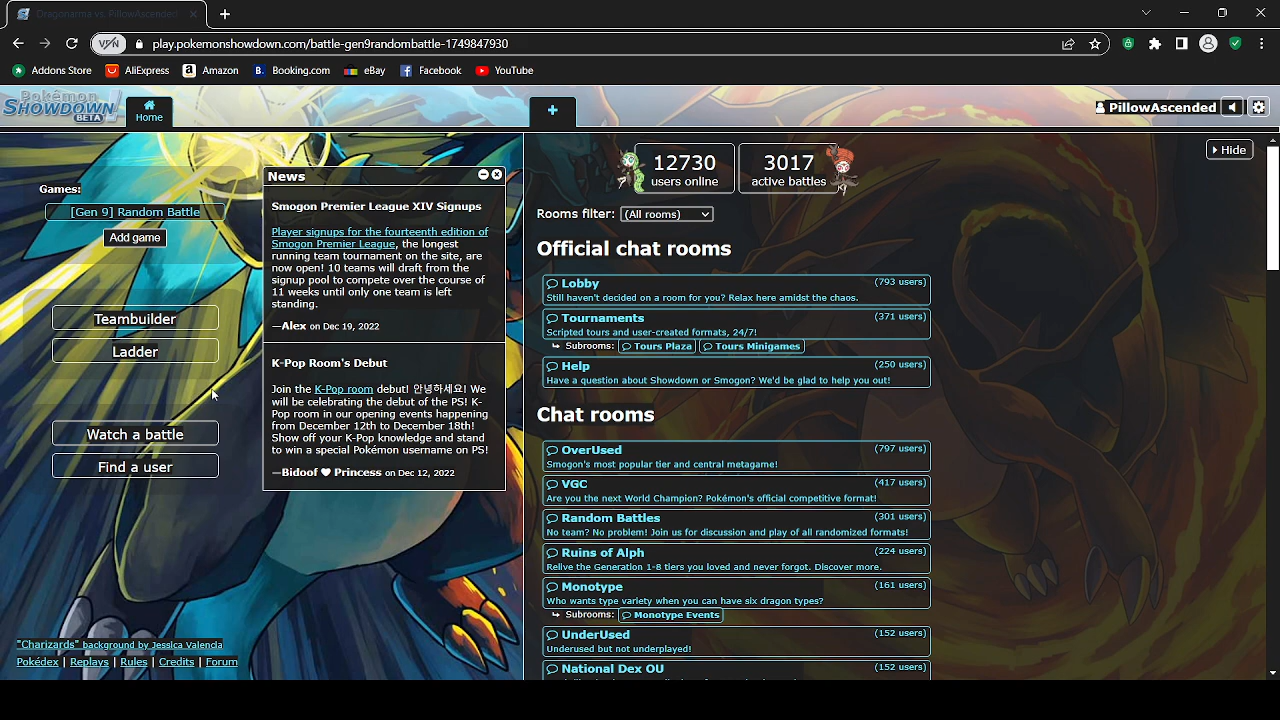 Dragonarma vs. PillowAscended
VPN
play.pokemonshowdown.com/battle-gen9randombattle-1749847930
Addons Store
AliExpress
Amazon
Booking.com
eBay
Facebook
YouTube
Pokémon
SHOWDOWN!
BETA
Home
PillowAscended
Games:
[Gen 9] Random Battle
Add game
Teambuilder
Ladder
Watch a battle
Find a user
"Charizards" background by Jessica Valencia
Pokédex | Replays | Rules | Credits | Forum
News
Smogon Premier League XIV Signups
Player signups for the fourteenth edition of
Smogon Premier League, the longest
running team tournament on the site, are
now open! 10 teams will draft from the
signup pool to compete over the course of
11 weeks until only one team is left
standing.
—Alex on Dec 19, 2022
K-Pop Room's Debut
Join the K-Pop room debut! 안녕하세요! We
will be celebrating the debut of the PS! K-
Pop room in our opening events happening
from December 12th to December 18th!
Show off your K-Pop knowledge and stand
to win a special Pokémon username on PS!
—Bidoof ❤ Princess on Dec 12, 2022
12730
users online
3017
active battles
Hide
Rooms filter: (All rooms)
Official chat rooms
Lobby (793 users)
Still haven't decided on a room for you? Relax here amidst the chaos.
Tournaments (371 users)
Scripted tours and user-created formats, 24/7!
Subrooms: Tours Plaza Tours Minigames
Help (250 users)
Have a question about Showdown or Smogon? We'd be glad to help you out!
Chat rooms
OverUsed (797 users)
Smogon's most popular tier and central metagame!
VGC (417 users)
Are you the next World Champion? Pokémon's official competitive format!
Random Battles (301 users)
No team? No problem! Join us for discussion and play of all randomized formats!
Ruins of Alph (224 users)
Relive the Generation 1-8 tiers you loved and never forgot. Discover more.
Monotype (161 users)
Who wants type variety when you can have six dragon types?
Subrooms: Monotype Events
UnderUsed (152 users)
Underused but not underplayed!
National Dex OU (152 users)